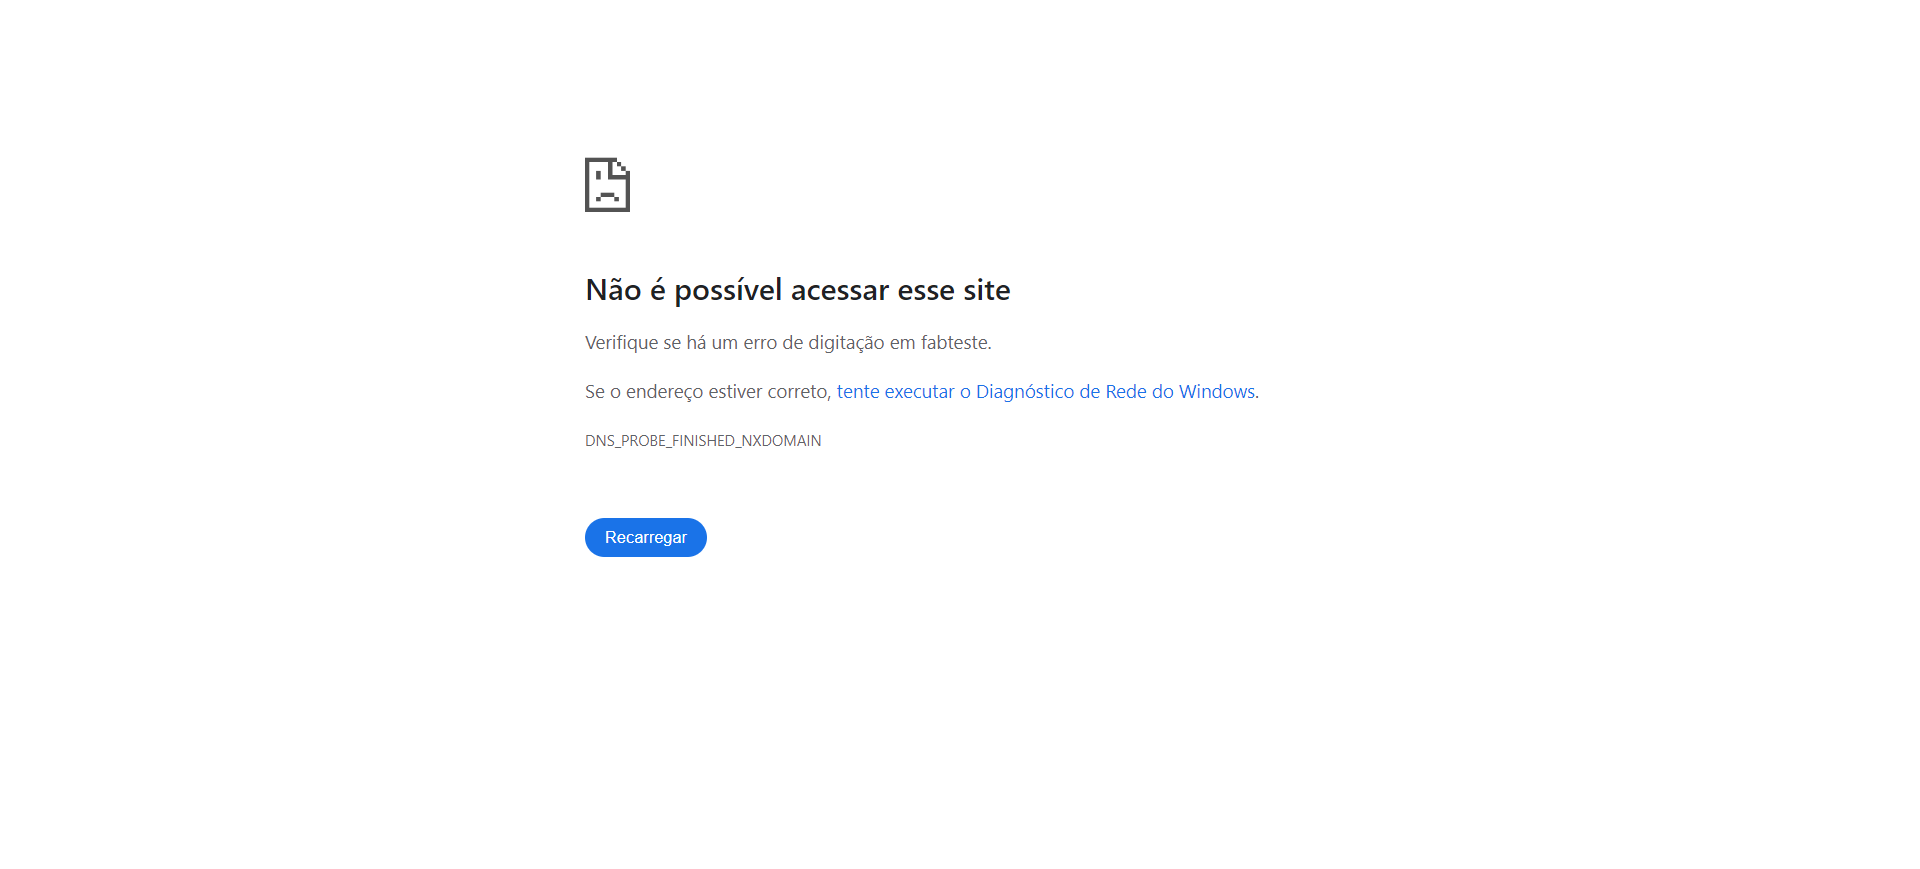 Não é possível acessar esse site
Verifique se há um erro de digitação em fabteste.
Se o endereço estiver correto, tente executar o Diagnóstico de Rede do Windows.
DNS_PROBE_FINISHED_NXDOMAIN
Recarregar